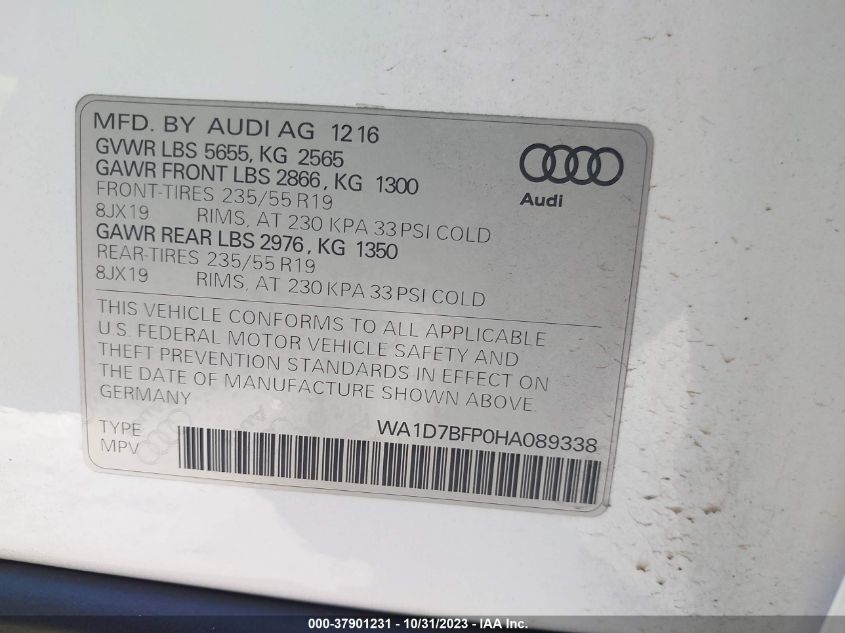 MFD. BY AUDI AG 12 16
GVWR LBS 5655, KG 2565
GAWR FRONT LBS 2866, KG 1300
FRONT-TIRES 235/55 R19
8JX19 RIMS, AT 230 KPA 33 PSI COLD
GAWR REAR LBS 2976, KG 1350
REAR-TIRES 235/55 R19
8JX19 RIMS, AT 230 KPA 33 PSI COLD
Audi
THIS VEHICLE CONFORMS TO ALL APPLICABLE
U.S. FEDERAL MOTOR VEHICLE SAFETY AND
THEFT PREVENTION STANDARDS IN EFFECT ON
THE DATE OF MANUFACTURE SHOWN ABOVE.
GERMANY
WA1D7BFP0HA089338
TYPE
MPV
000-37901231 - 10/31/2023 - IAA Inc.